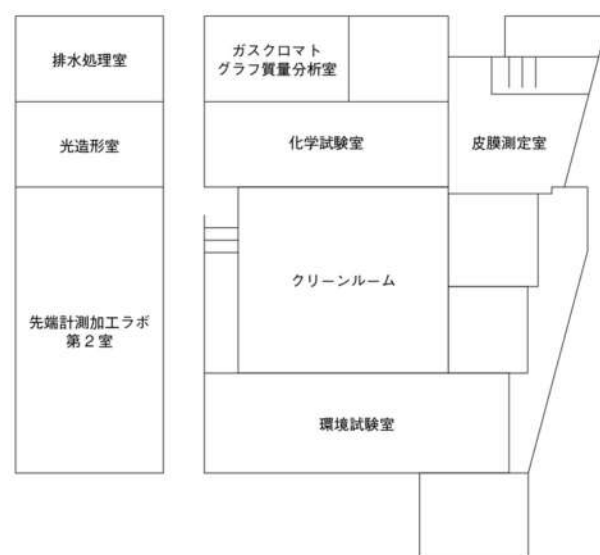 排水処理室
ガスクロマト
グラフ質量分析室
光造形室
化学試験室
皮膜測定室
クリーンルーム
先端計測加工ラボ
第2室
環境試験室